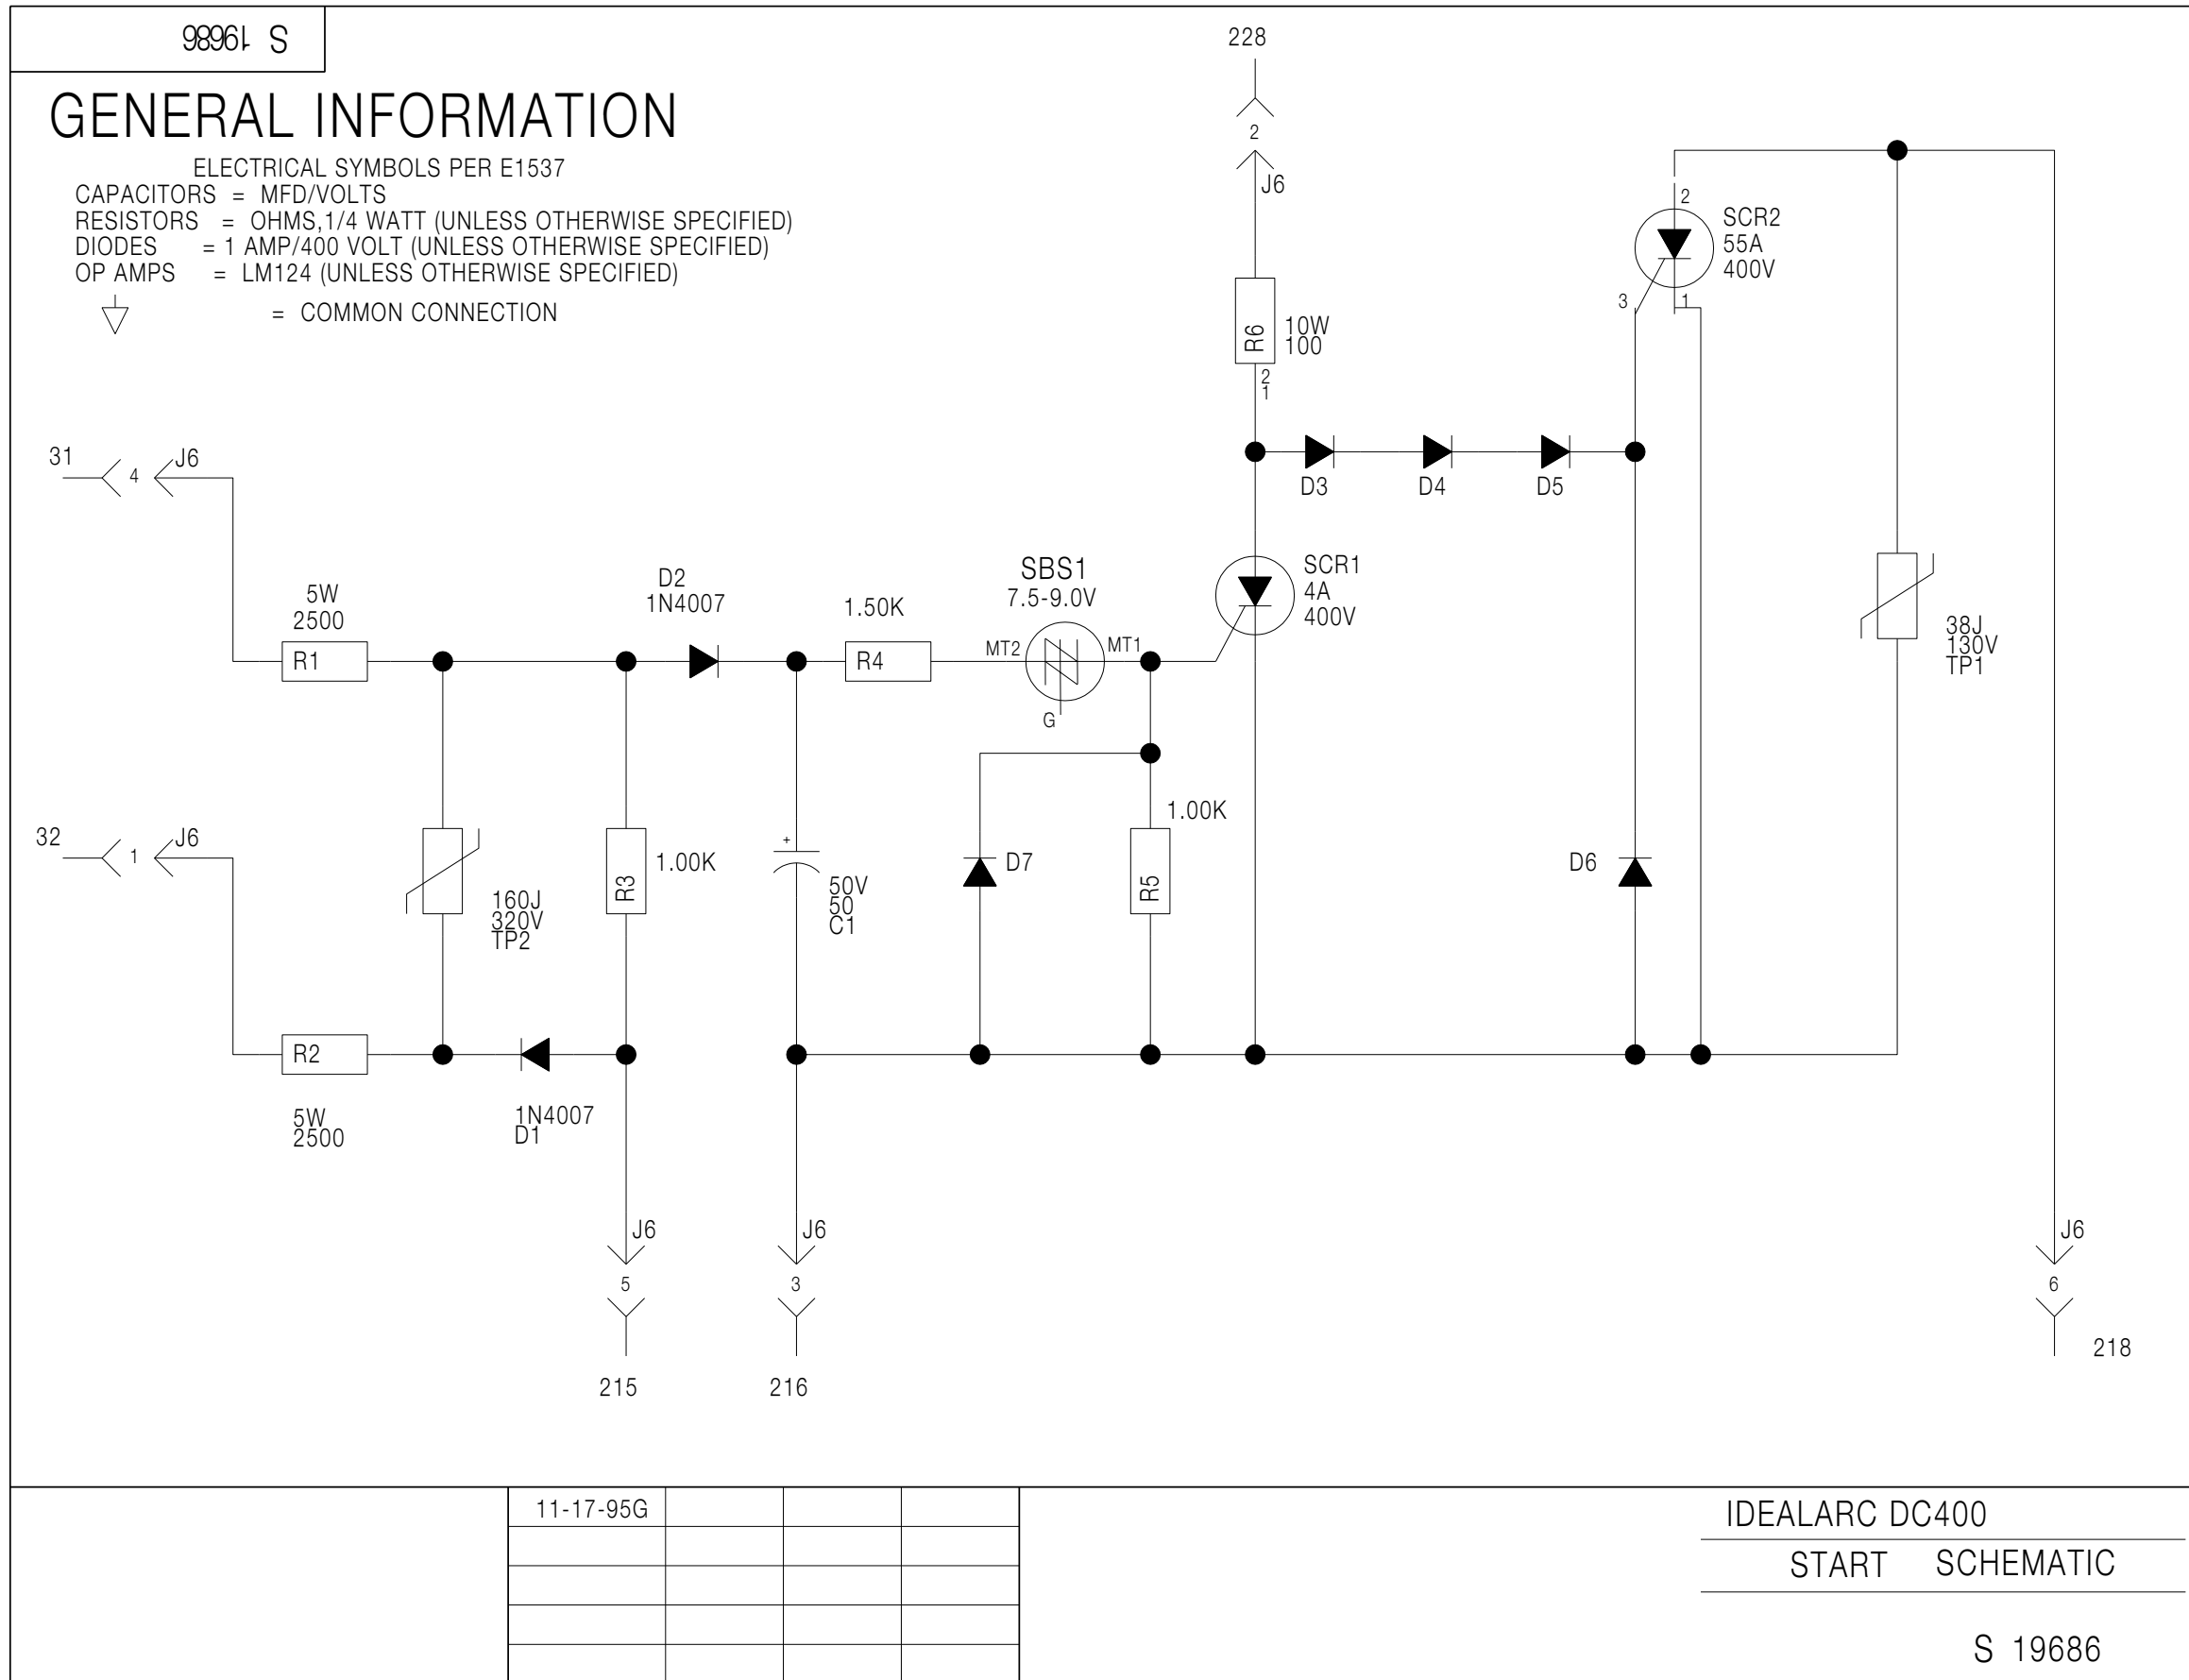 S 19686
GENERAL INFORMATION
ELECTRICAL SYMBOLS PER E1537
CAPACITORS = MFD/VOLTS
RESISTORS = OHMS,1/4 WATT (UNLESS OTHERWISE SPECIFIED)
DIODES = 1 AMP/400 VOLT (UNLESS OTHERWISE SPECIFIED)
OP AMPS = LM124 (UNLESS OTHERWISE SPECIFIED)
= COMMON CONNECTION
228
2
J6
R6
10W
100
2
1
2
SCR2
55A
400V
3
1
31
4
J6
D3
D4
D5
5W
2500
R1
D2
1N4007
1.50K
R4
SBS1
7.5-9.0V
MT2
MT1
G
SCR1
4A
400V
38J
130V
TP1
32
1
J6
160J
320V
TP2
R3
1.00K
+
50V
50
C1
D7
1.00K
R5
D6
R2
5W
2500
1N4007
D1
J6
5
215
J6
3
216
J6
6
218
11-17-95G
IDEALARC DC400
START SCHEMATIC
S 19686